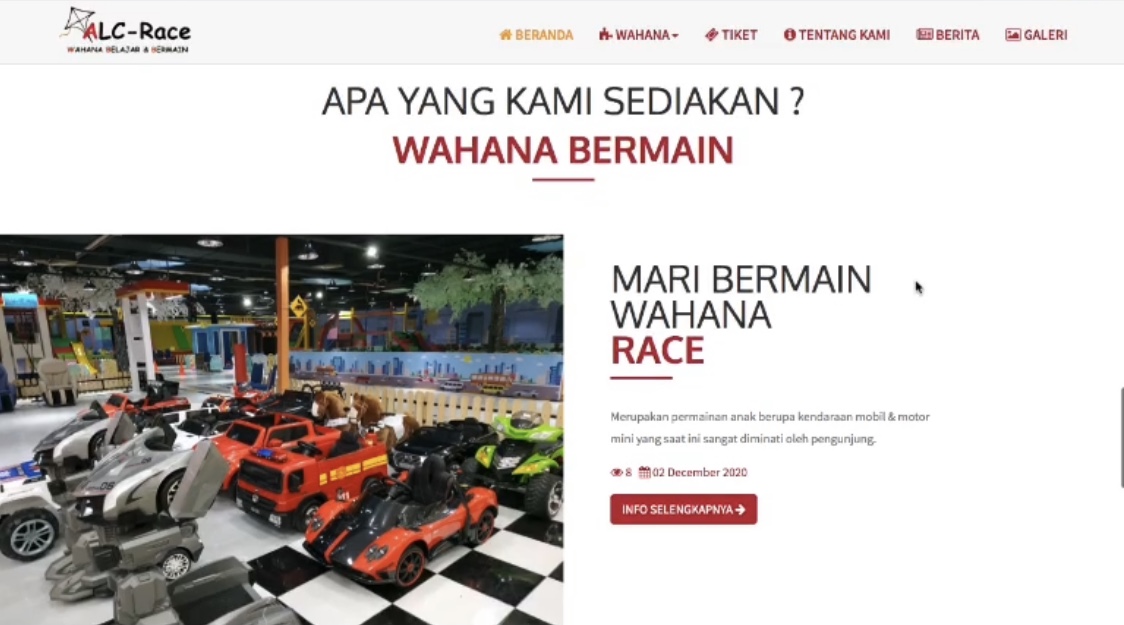 ALC-Race
WAHANA BELAJAR & BERMAIN
BERANDA
WAHANA
TIKET
TENTANG KAMI
BERITA
GALERI
APA YANG KAMI SEDIAKAN ?
WAHANA BERMAIN
MARI BERMAIN
WAHANA
RACE
Merupakan permainan anak berupa kendaraan mobil & motor
mini yang saat ini sangat diminati oleh pengunjung.
8 02 December 2020
INFO SELENGKAPNYA